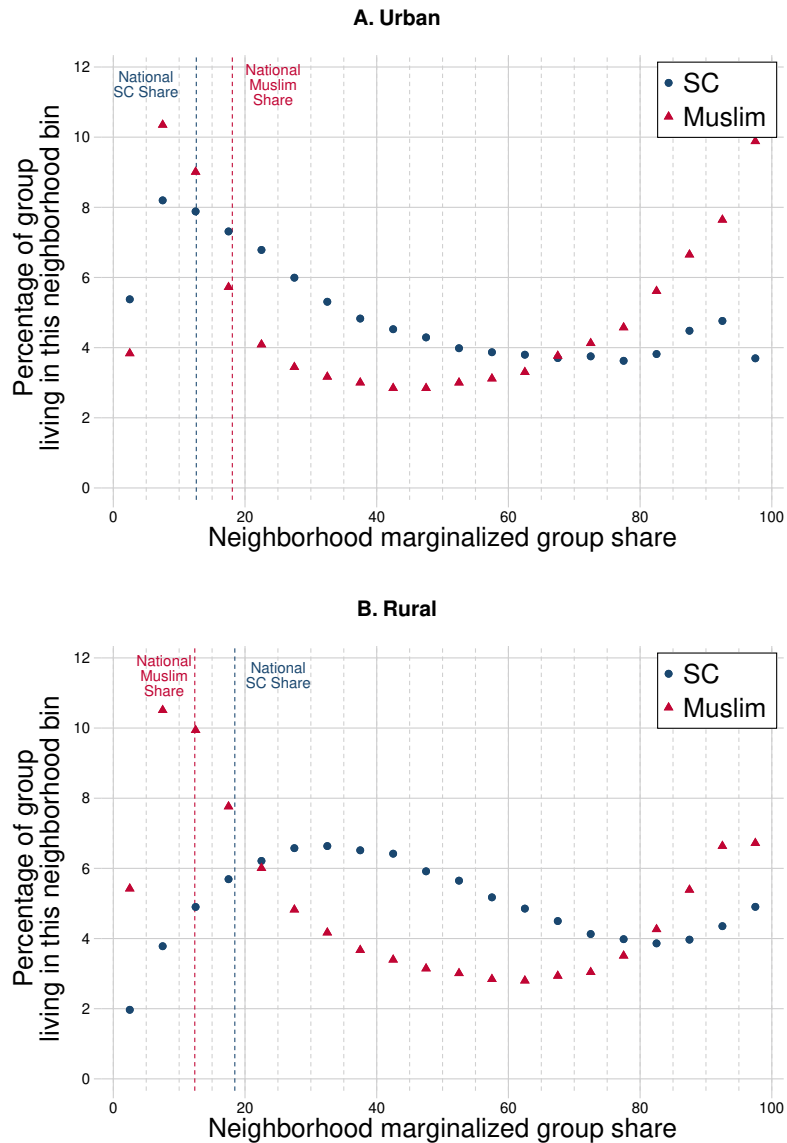 A. Urban
Percentage of group
living in this neighborhood bin
12
10
8
6
4
2
0
National
SC Share
National
Muslim
Share
SC
Muslim
0
20
40
60
80
100
Neighborhood marginalized group share
B. Rural
Percentage of group
living in this neighborhood bin
12
10
8
6
4
2
0
National
Muslim
Share
National
SC Share
SC
Muslim
0
20
40
60
80
100
Neighborhood marginalized group share